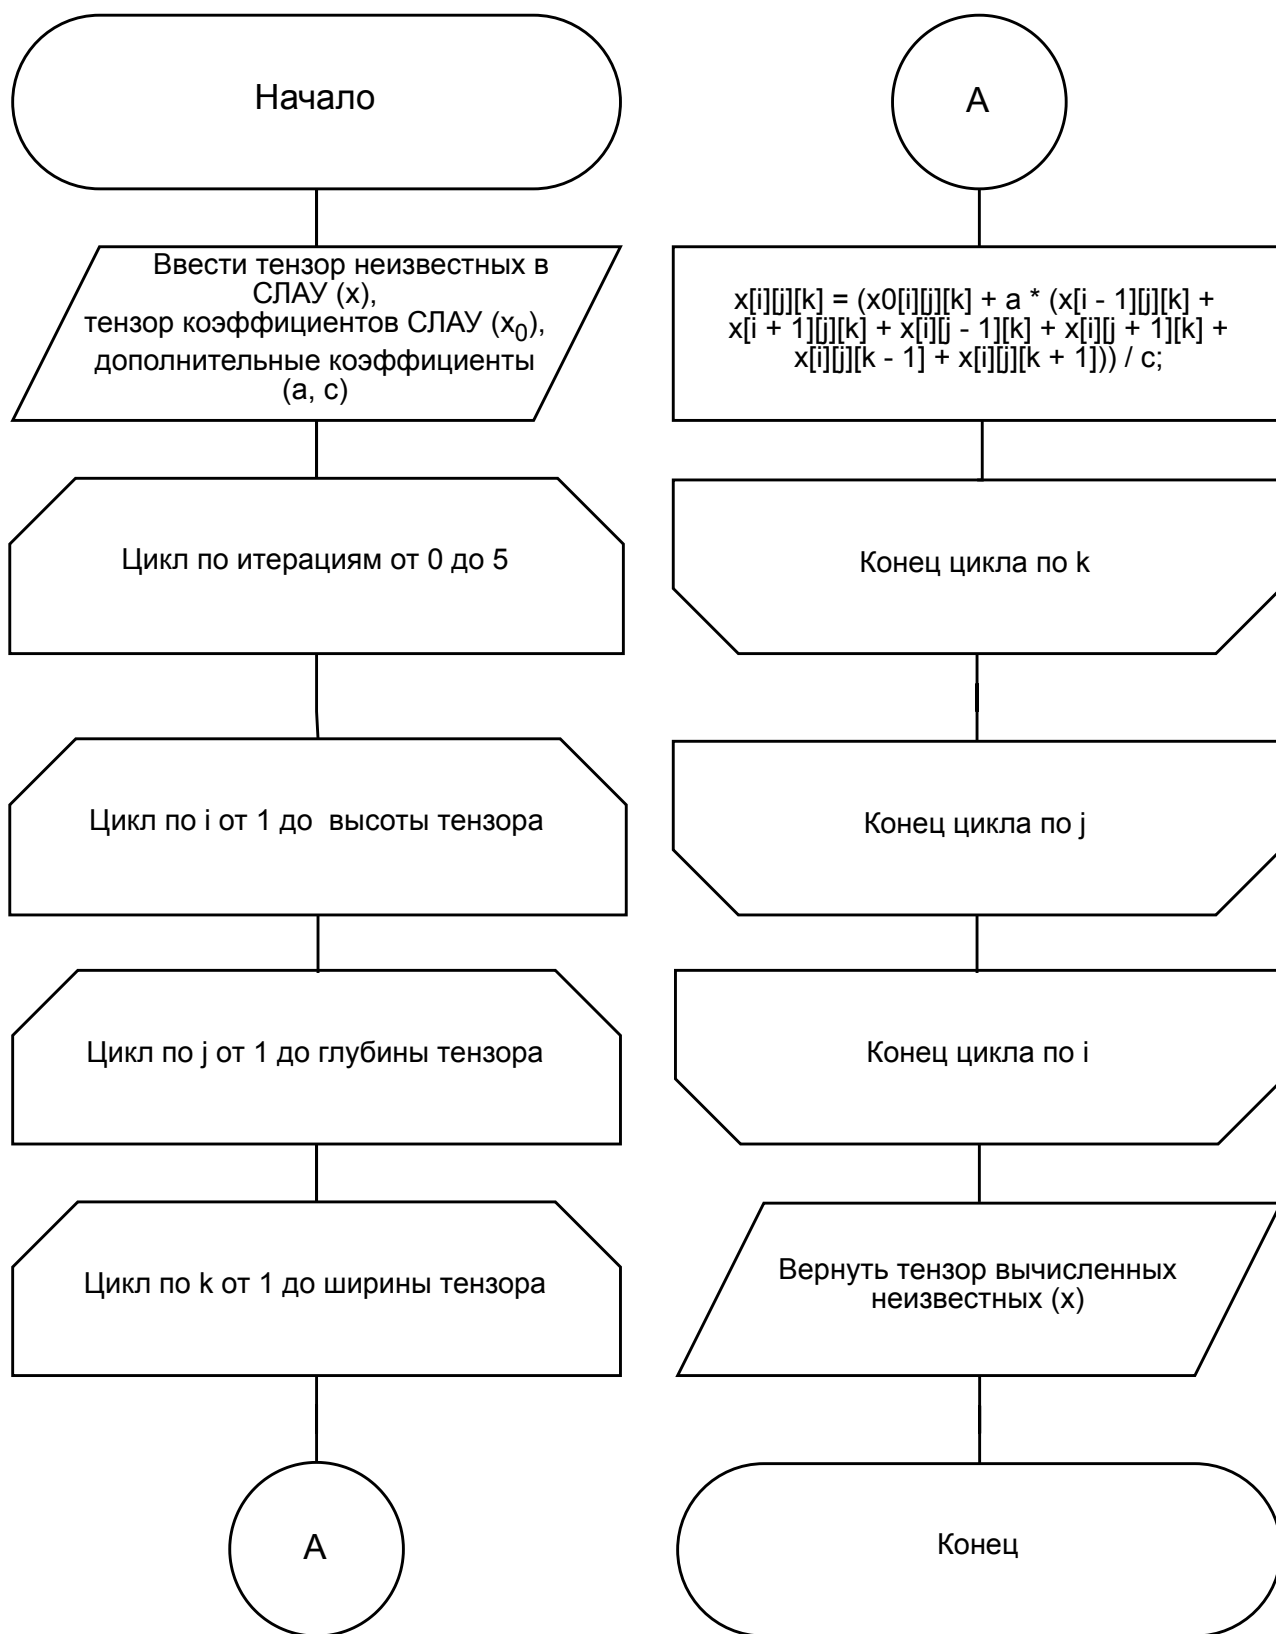 Начало
Ввести тензор неизвестных в
СЛАУ (x),
тензор коэффициентов СЛАУ (x₀),
дополнительные коэффициенты
(a, c)
Цикл по итерациям от 0 до 5
Цикл по i от 1 до  высоты тензора
Цикл по j от 1 до глубины тензора
Цикл по k от 1 до ширины тензора
А
А
x[i][j][k] = (x0[i][j][k] + a * (x[i - 1][j][k] +
x[i + 1][j][k] + x[i][j - 1][k] + x[i][j + 1][k] +
x[i][j][k - 1] + x[i][j][k + 1])) / c;
Конец цикла по k
Конец цикла по j
Конец цикла по i
Вернуть тензор вычисленных
неизвестных (x)
Конец